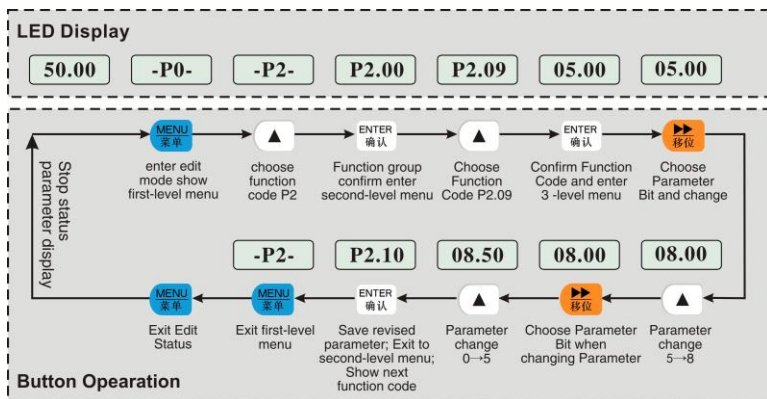 LED Display
50.00
-P0-
-P2-
P2.00
P2.09
05.00
05.00
Stop status
parameter display
MENU
菜单
enter edit
mode show
first-level menu
▲
choose
function
code P2
ENTER
确认
Function group
confirm enter
second-level menu
▲
Choose
Function
Code P2.09
ENTER
确认
Confirm Function
Code and enter
3 -level menu
▶▶
移位
Choose
Parameter
Bit and change
-P2-
P2.10
08.50
08.00
08.00
MENU
菜单
Exit Edit
Status
MENU
菜单
Exit first-level
menu
ENTER
确认
Save revised
parameter; Exit to
second-level menu;
Show next
function code
▲
Parameter
change
0→5
▶▶
移位
Choose Parameter
Bit when
changing Parameter
▲
Parameter
change
5→8
Button Opearation